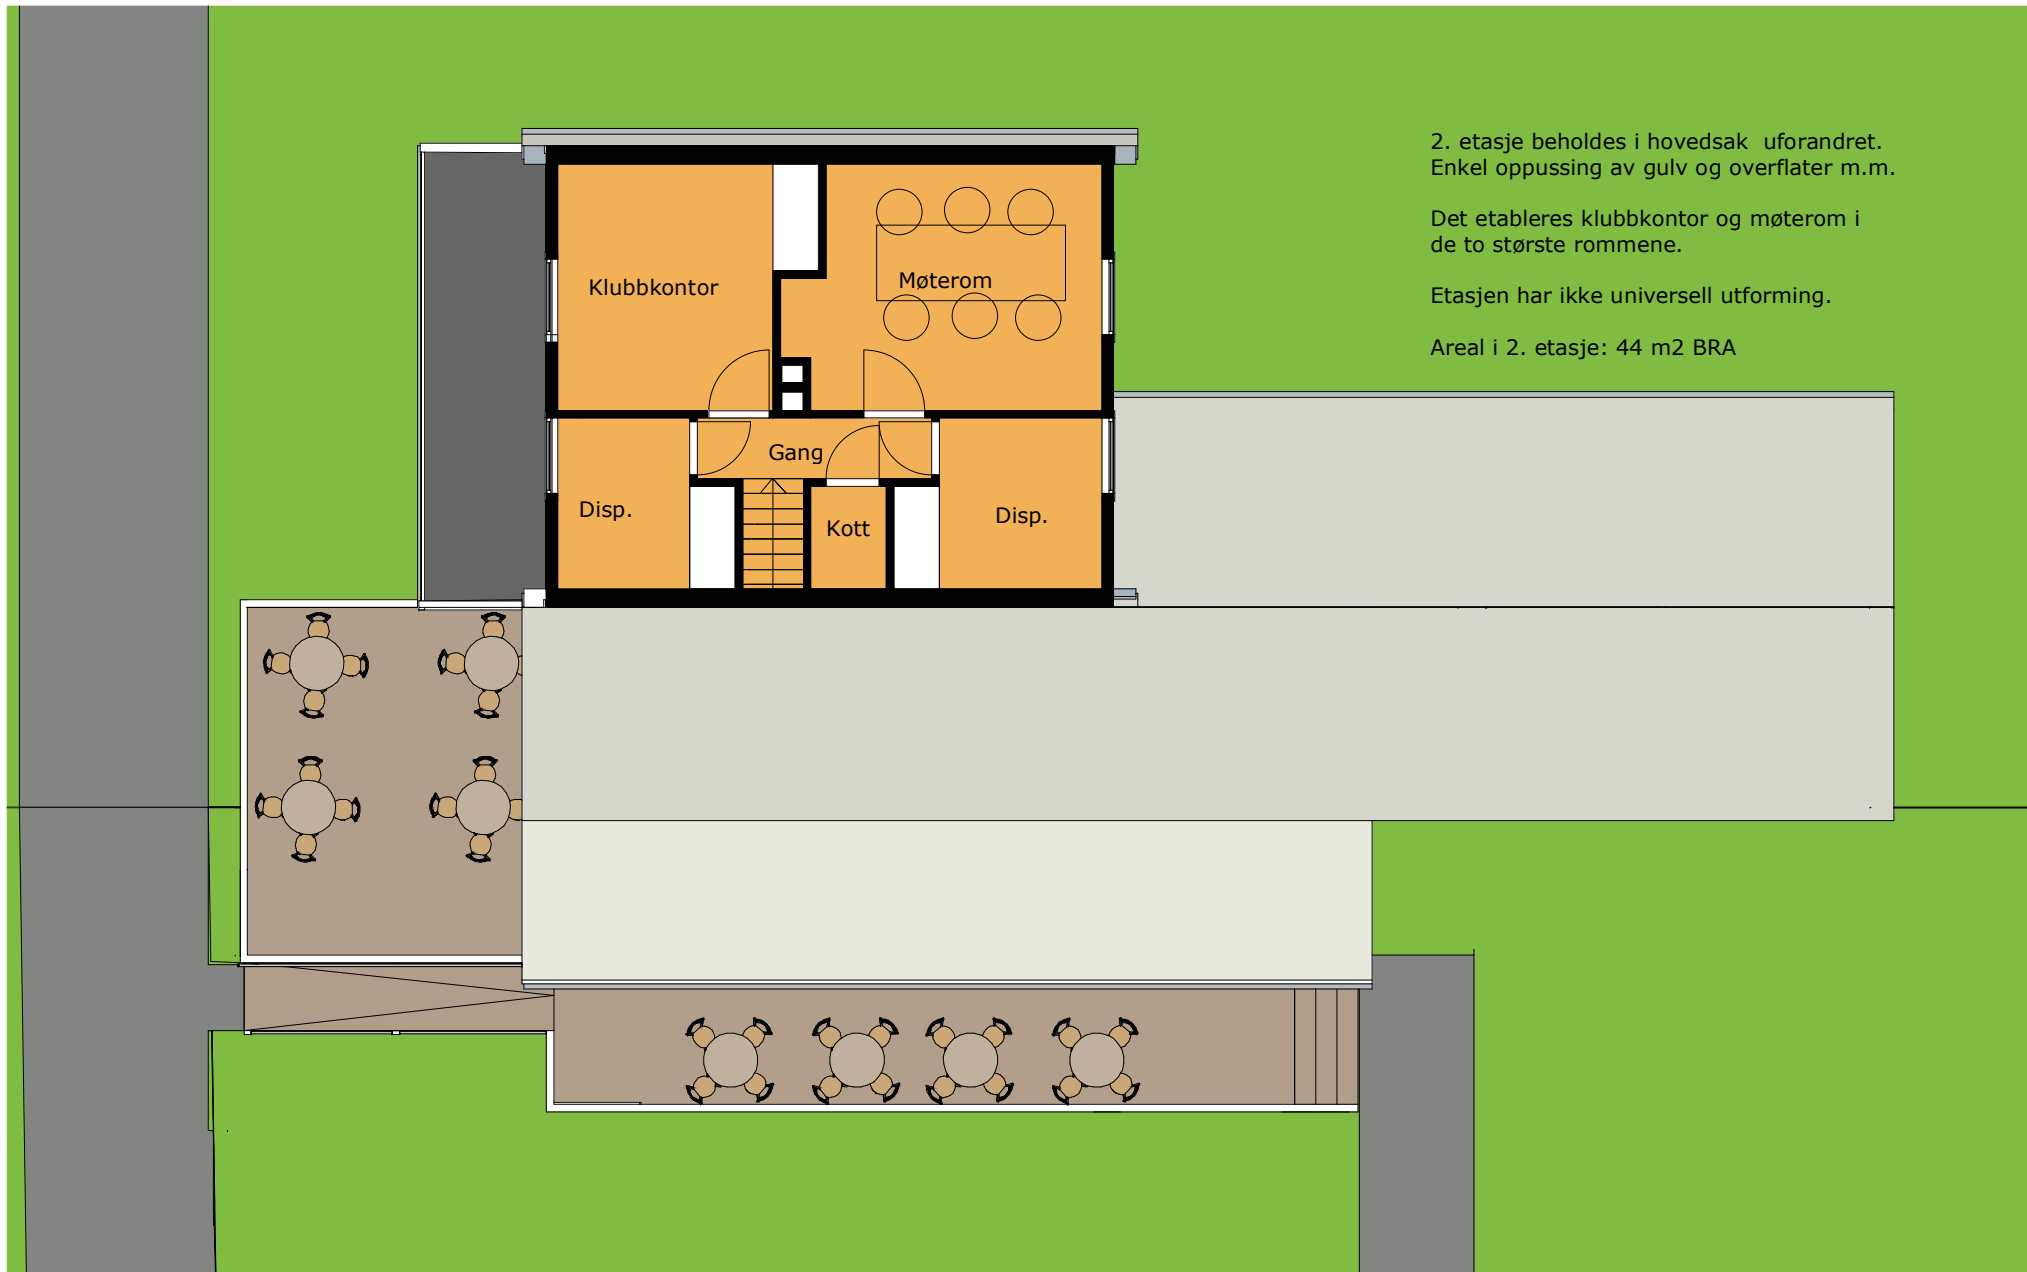 2. etasje beholdes i hovedsak  uforandret.
Enkel oppussing av gulv og overflater m.m.
Det etableres klubbkontor og møterom i
de to største rommene.
Etasjen har ikke universell utforming.
Areal i 2. etasje: 44 m2 BRA
Klubbkontor
Møterom
Gang
Disp.
Kott
Disp.